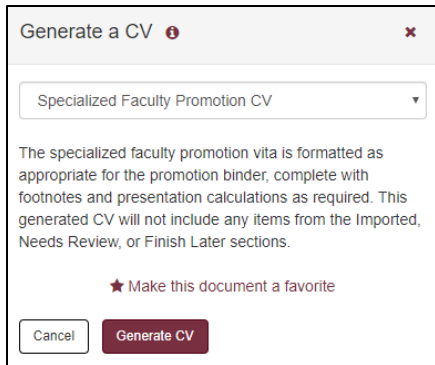 Generate a CV
Specialized Faculty Promotion CV
The specialized faculty promotion vita is formatted as
appropriate for the promotion binder, complete with
footnotes and presentation calculations as required. This
generated CV will not include any items from the Imported,
Needs Review, or Finish Later sections.
Make this document a favorite
Cancel Generate CV